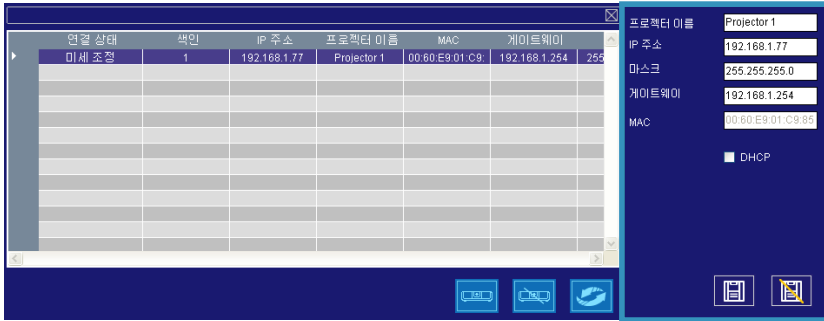 연결 상태 색인 IP 주소 프로젝터 이름 MAC 게이트웨이
미세 조정 1 192.168.1.77 Projector 1 00:60:E9:01:C9: 192.168.1.254 255
프로젝터 이름 Projector 1
IP 주소 192.168.1.77
마스크 255.255.255.0
게이트웨이 192.168.1.254
MAC 00:60:E9:01:C9:85
DHCP